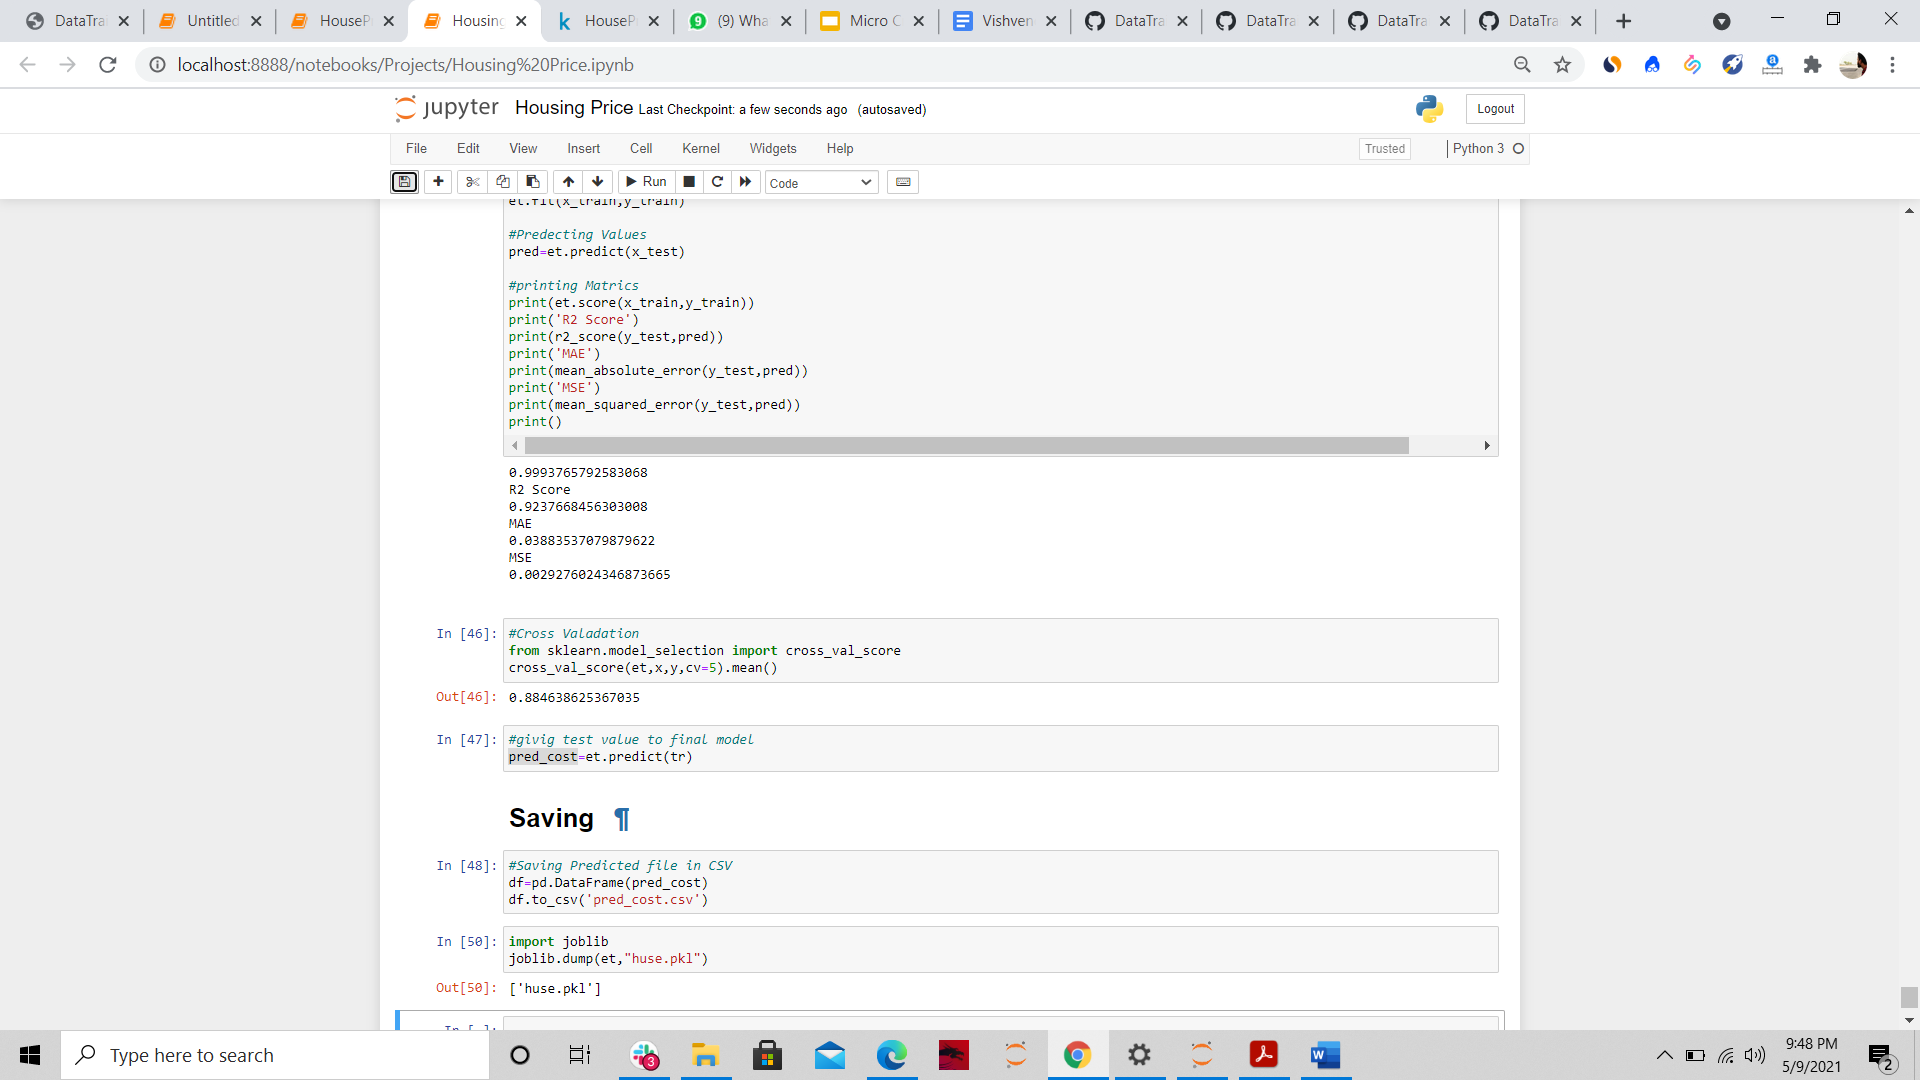 DataTrai
Untitled
HouseP
Housing
HouseP
(9) Wha
Micro C
Vishven
DataTra
DataTra
DataTra
DataTra
localhost:8888/notebooks/Projects/Housing%20Price.ipynb
jupyter Housing Price Last Checkpoint: a few seconds ago (autosaved)
Logout
File Edit View Insert Cell Kernel Widgets Help
Trusted
Python 3
Run
Code
et.fit(x_train,y_train)
#Predecting Values
pred=et.predict(x_test)
#printing Matrics
print(et.score(x_train,y_train))
print('R2 Score')
print(r2_score(y_test,pred))
print('MAE')
print(mean_absolute_error(y_test,pred))
print('MSE')
print(mean_squared_error(y_test,pred))
print()
0.9993765792583068
R2 Score
0.9237668456303008
MAE
0.03883537079879622
MSE
0.0029276024346873665
In [46]: #Cross Valadation
from sklearn.model_selection import cross_val_score
cross_val_score(et,x,y,cv=5).mean()
Out[46]: 0.884638625367035
In [47]: #givig test value to final model
pred_cost=et.predict(tr)
Saving ¶
In [48]: #Saving Predicted file in CSV
df=pd.DataFrame(pred_cost)
df.to_csv('pred_cost.csv')
In [50]: import joblib
joblib.dump(et,"huse.pkl")
Out[50]: ['huse.pkl']
In [ ]:
Type here to search
3
9:48 PM
5/9/2021
2